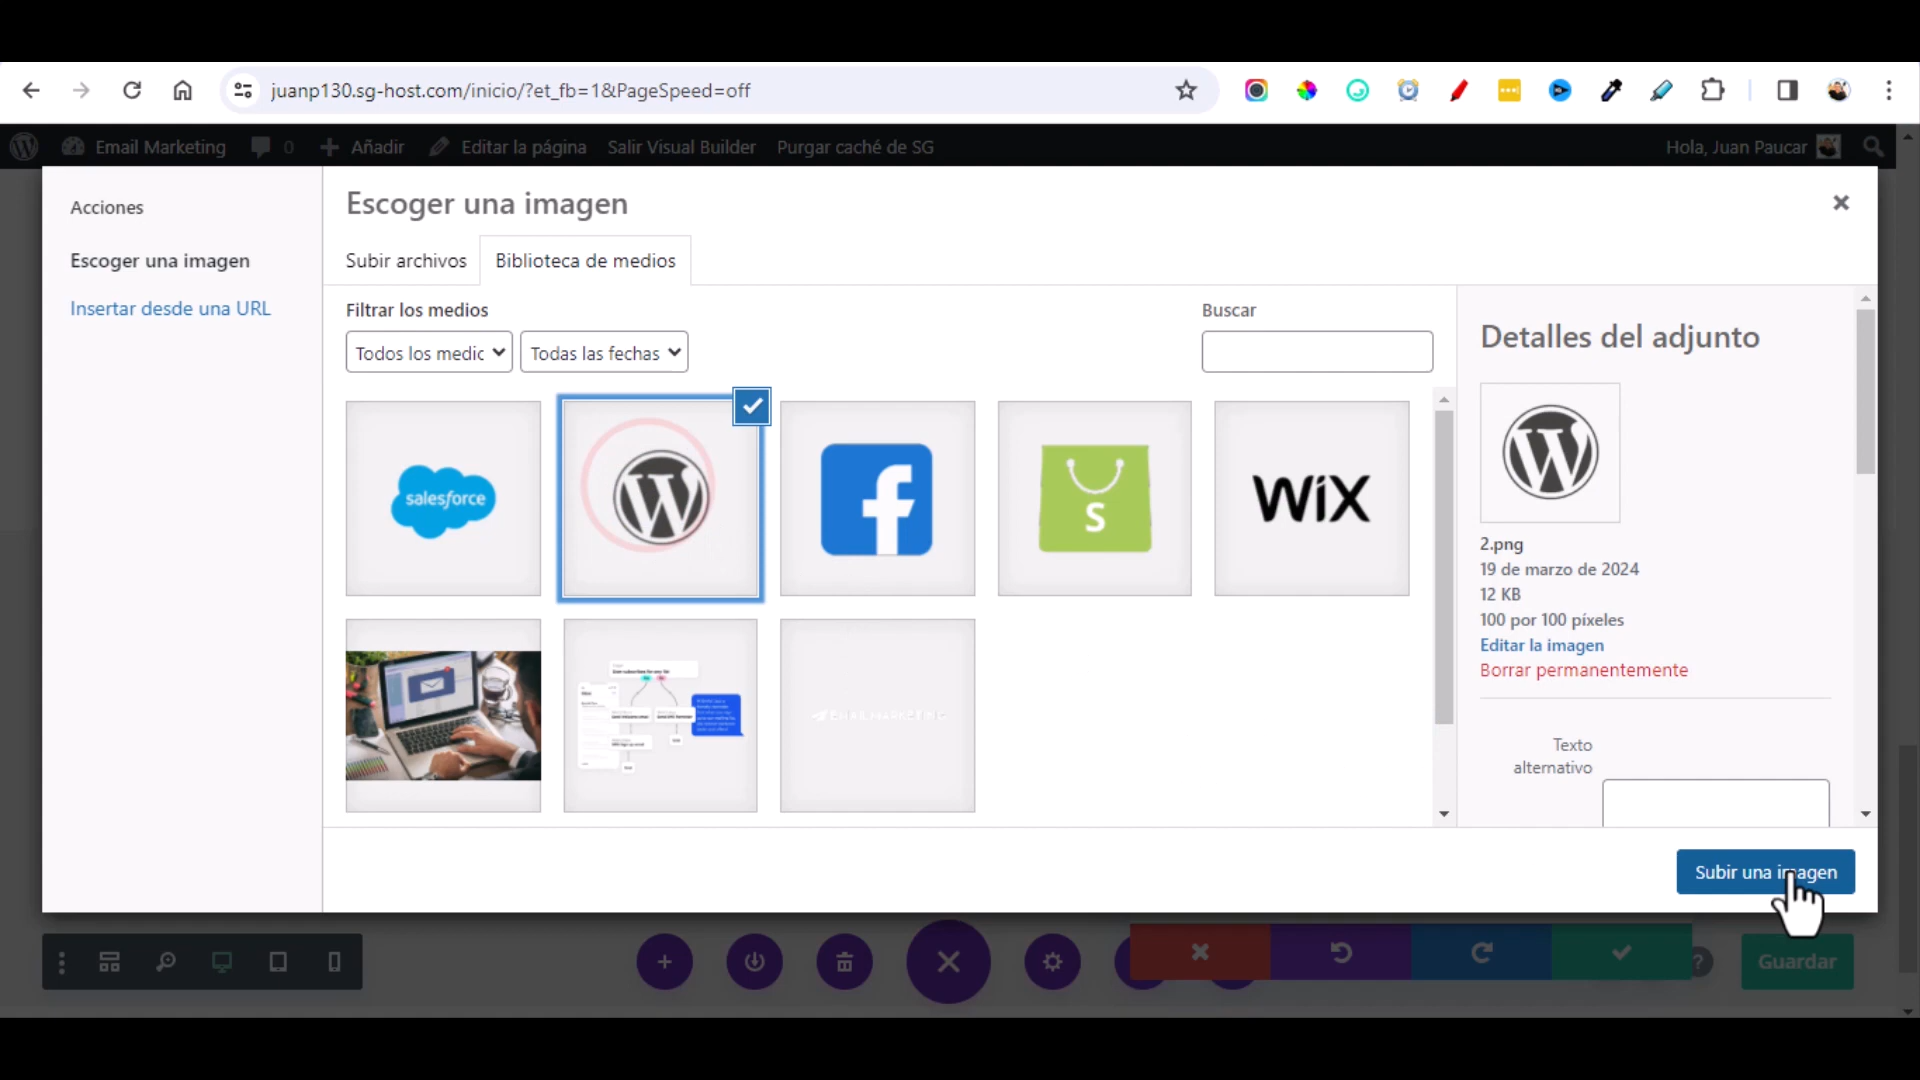 juanp130.sg-host.com/inicio/?et_fb=1&PageSpeed=off
Email Marketing
0
Añadir
Editar la página
Salir Visual Builder
Purgar caché de SG
Hola, Juan Paucar
Acciones
Escoger una imagen
Insertar desde una URL
Escoger una imagen
Subir archivos
Biblioteca de medios
Filtrar los medios
Todos los medic
Todas las fechas
Buscar
salesforce
S
WiX
EMAIL MARKETING
Detalles del adjunto
2.png
19 de marzo de 2024
12 KB
100 por 100 píxeles
Editar la imagen
Borrar permanentemente
Texto
alternativo
Subir una imagen
?
Guardar